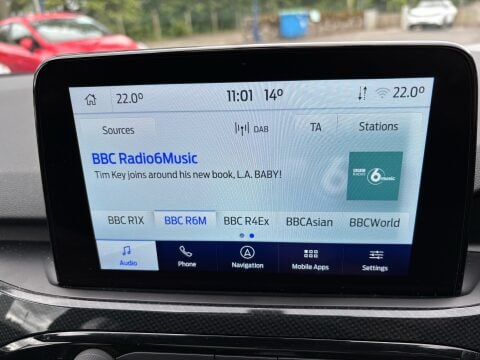 22.0°
11:01 14°
22.0°
Sources
DAB
TA
Stations
BBC Radio6Music
Tim Key joins around his new book, L.A. BABY!
BBC
RADIO
6 music
BBC R1X
BBC R6M
BBC R4Ex
BBCAsian
BBCWorld
Audio
Phone
Navigation
Mobile Apps
Settings